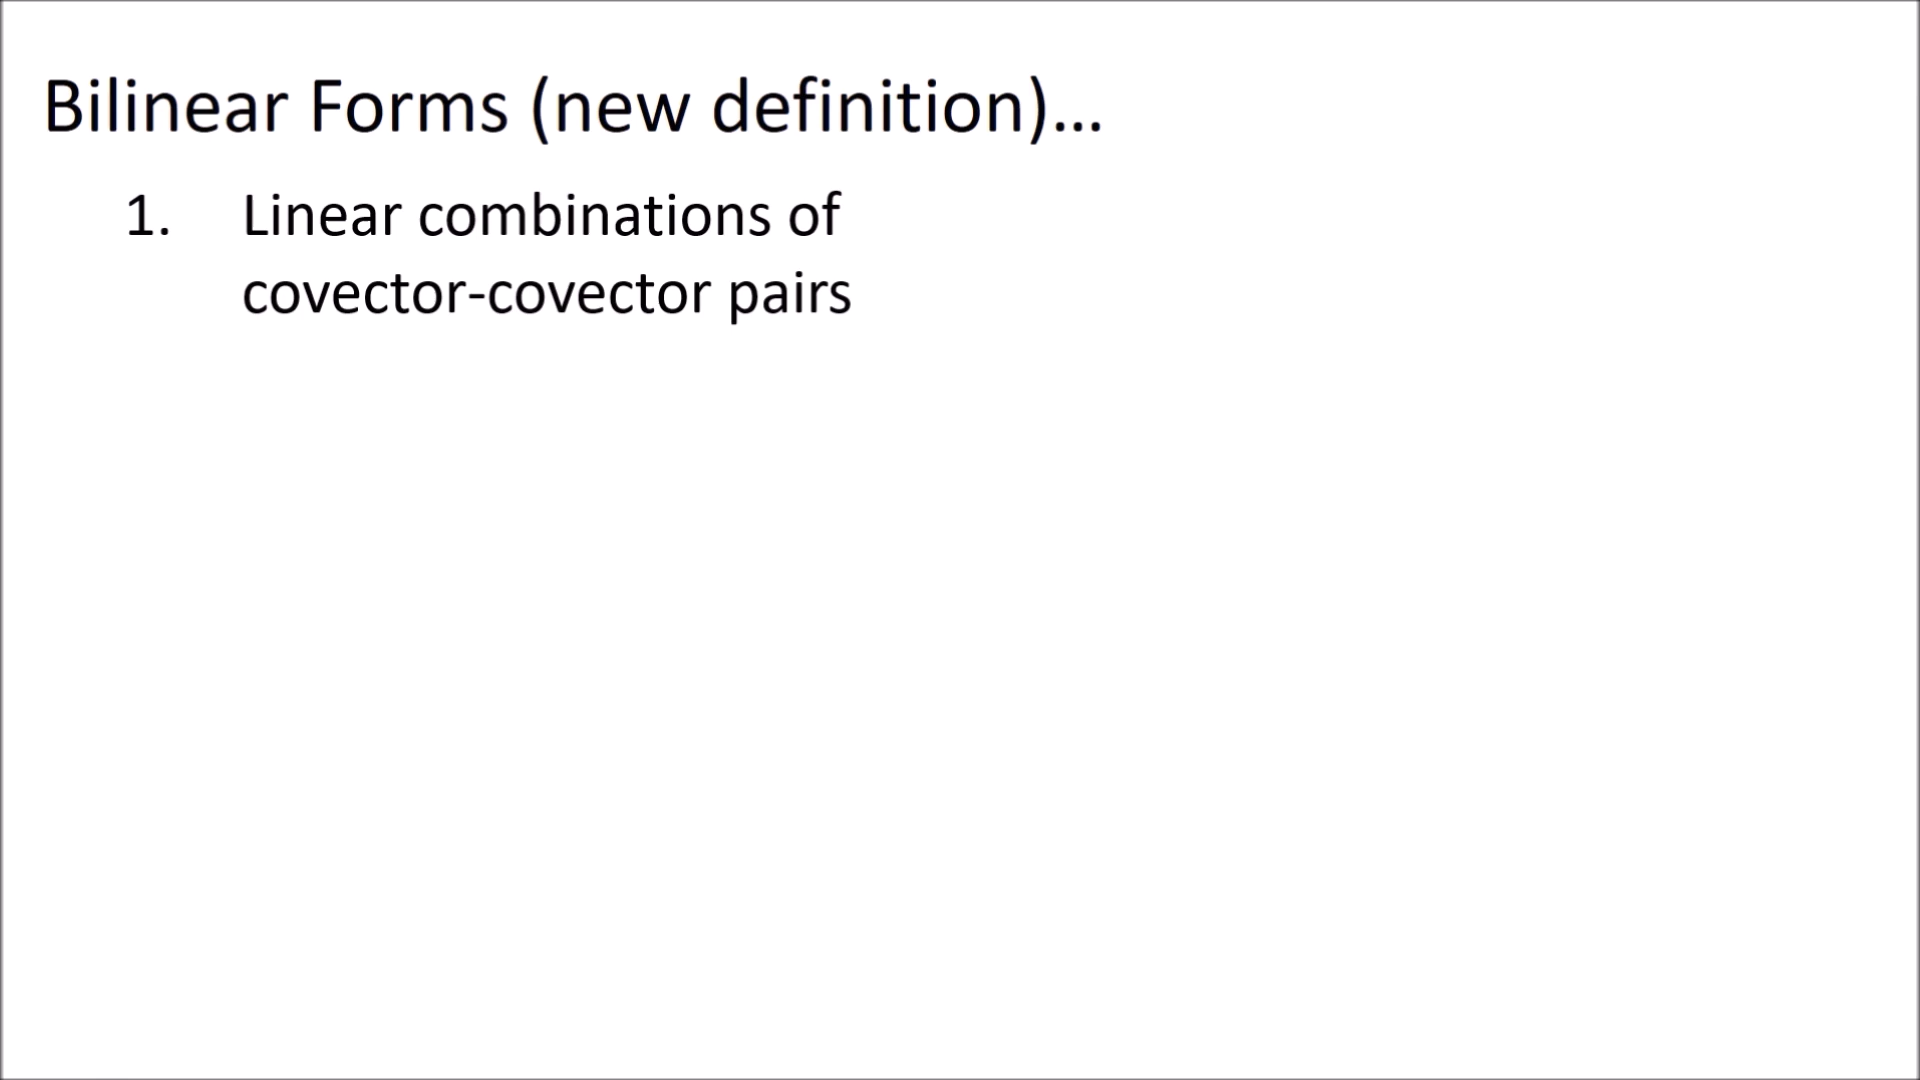 Bilinear Forms (new definition)...
1. Linear combinations of
covector-covector pairs